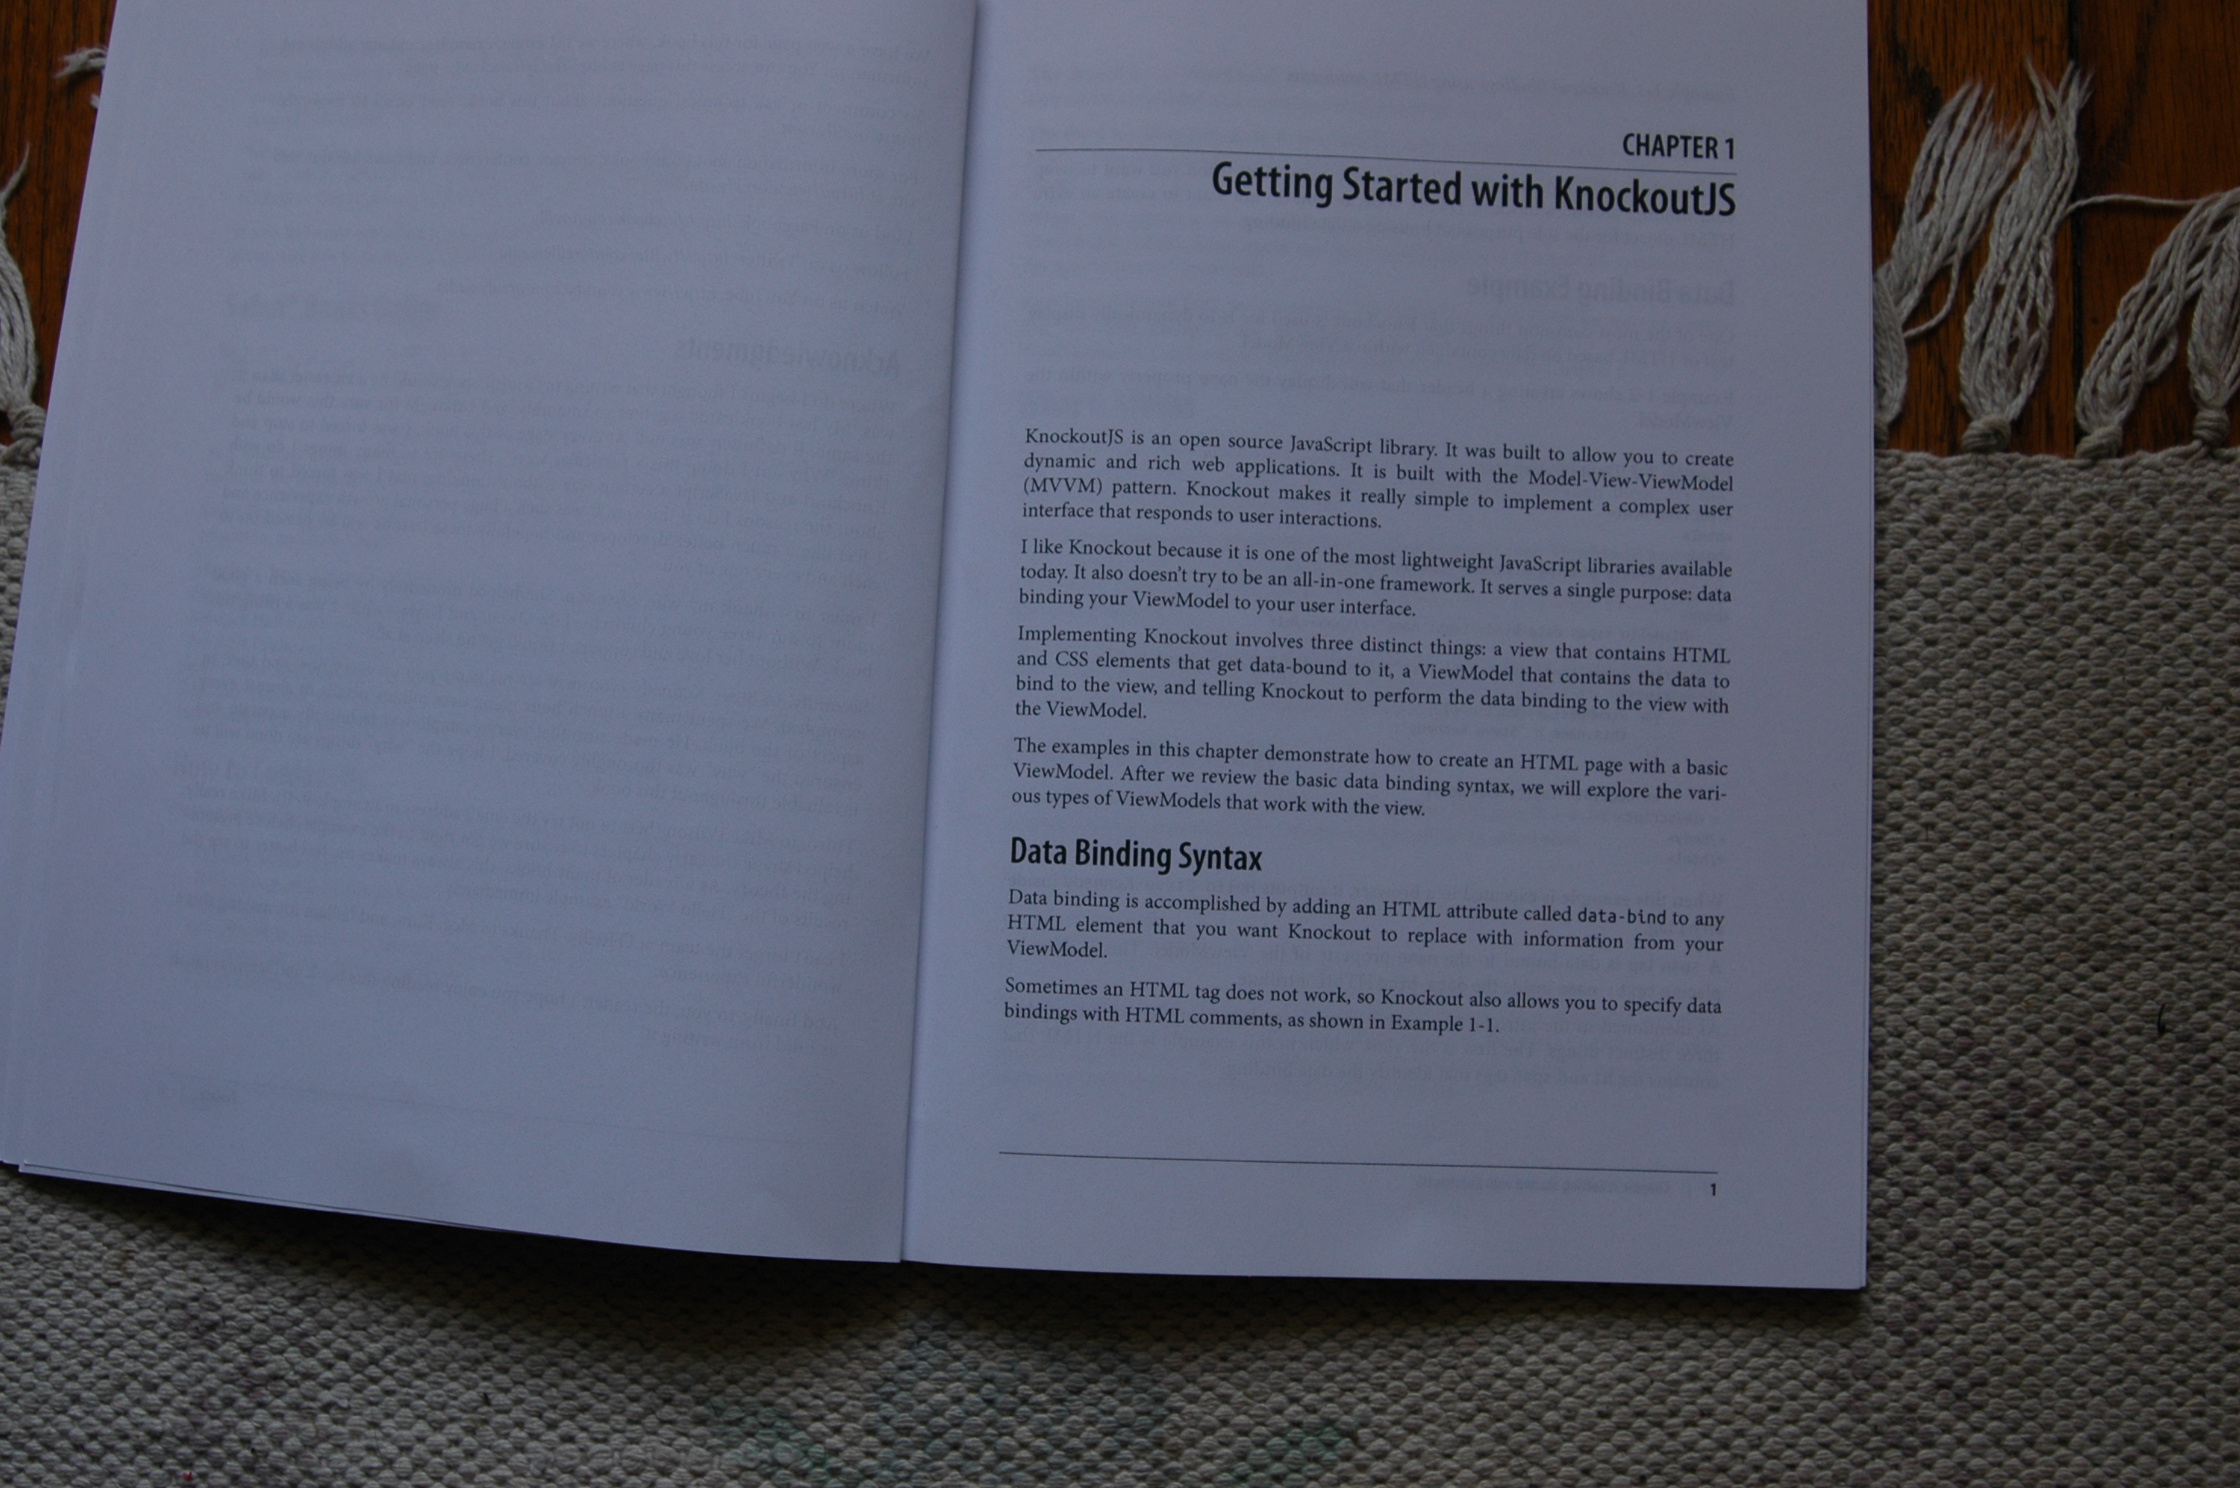 CHAPTER 1
Getting Started with KnockoutJS
KnockoutJS is an open source JavaScript library. It was built to allow you to create
dynamic and rich web applications. It is built with the Model-View-ViewModel
(MVVM) pattern. Knockout makes it really simple to implement a complex user
interface that responds to user interactions.
I like Knockout because it is one of the most lightweight JavaScript libraries available
today. It also doesn't try to be an all-in-one framework. It serves a single purpose: data
binding your ViewModel to your user interface.
Implementing Knockout involves three distinct things: a view that contains HTML
and CSS elements that get data-bound to it, a ViewModel that contains the data to
bind to the view, and telling Knockout to perform the data binding to the view with
the ViewModel.
The examples in this chapter demonstrate how to create an HTML page with a basic
ViewModel. After we review the basic data binding syntax, we will explore the vari-
ous types of ViewModels that work with the view.
Data Binding Syntax
Data binding is accomplished by adding an HTML attribute called data-bind to any
HTML element that you want Knockout to replace with information from your
ViewModel.
Sometimes an HTML tag does not work, so Knockout also allows you to specify data
bindings with HTML comments, as shown in Example 1-1.
1